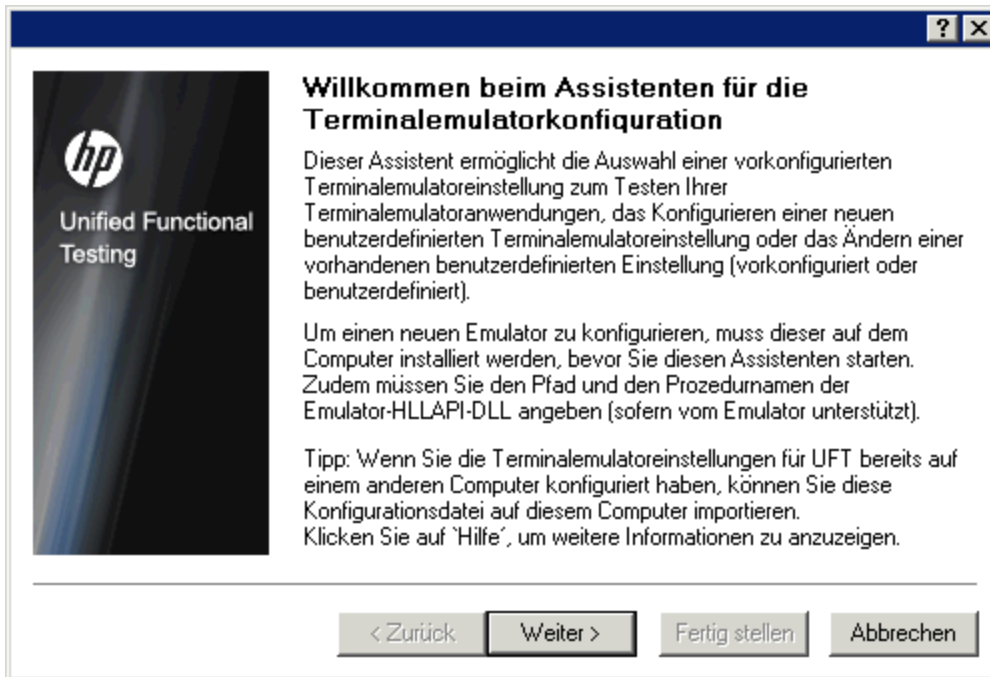 ?
hp
Unified Functional
Testing
Willkommen beim Assistenten für die
Terminalemulatorkonfiguration
Dieser Assistent ermöglicht die Auswahl einer vorkonfigurierten
Terminalemulatoreinstellung zum Testen Ihrer
Terminalemulatoranwendungen, das Konfigurieren einer neuen
benutzerdefinierten Terminalemulatoreinstellung oder das Ändern einer
vorhandenen benutzerdefinierten Einstellung (vorkonfiguriert oder
benutzerdefiniert).
Um einen neuen Emulator zu konfigurieren, muss dieser auf dem
Computer installiert werden, bevor Sie diesen Assistenten starten.
Zudem müssen Sie den Pfad und den Prozedurnamen der
Emulator-HLLAPI-DLL angeben (sofern vom Emulator unterstützt).
Tipp: Wenn Sie die Terminalemulatoreinstellungen für UFT bereits auf
einem anderen Computer konfiguriert haben, können Sie diese
Konfigurationsdatei auf diesem Computer importieren.
Klicken Sie auf `Hilfe´, um weitere Informationen zu anzuzeigen.
< Zurück Weiter > Fertig stellen Abbrechen